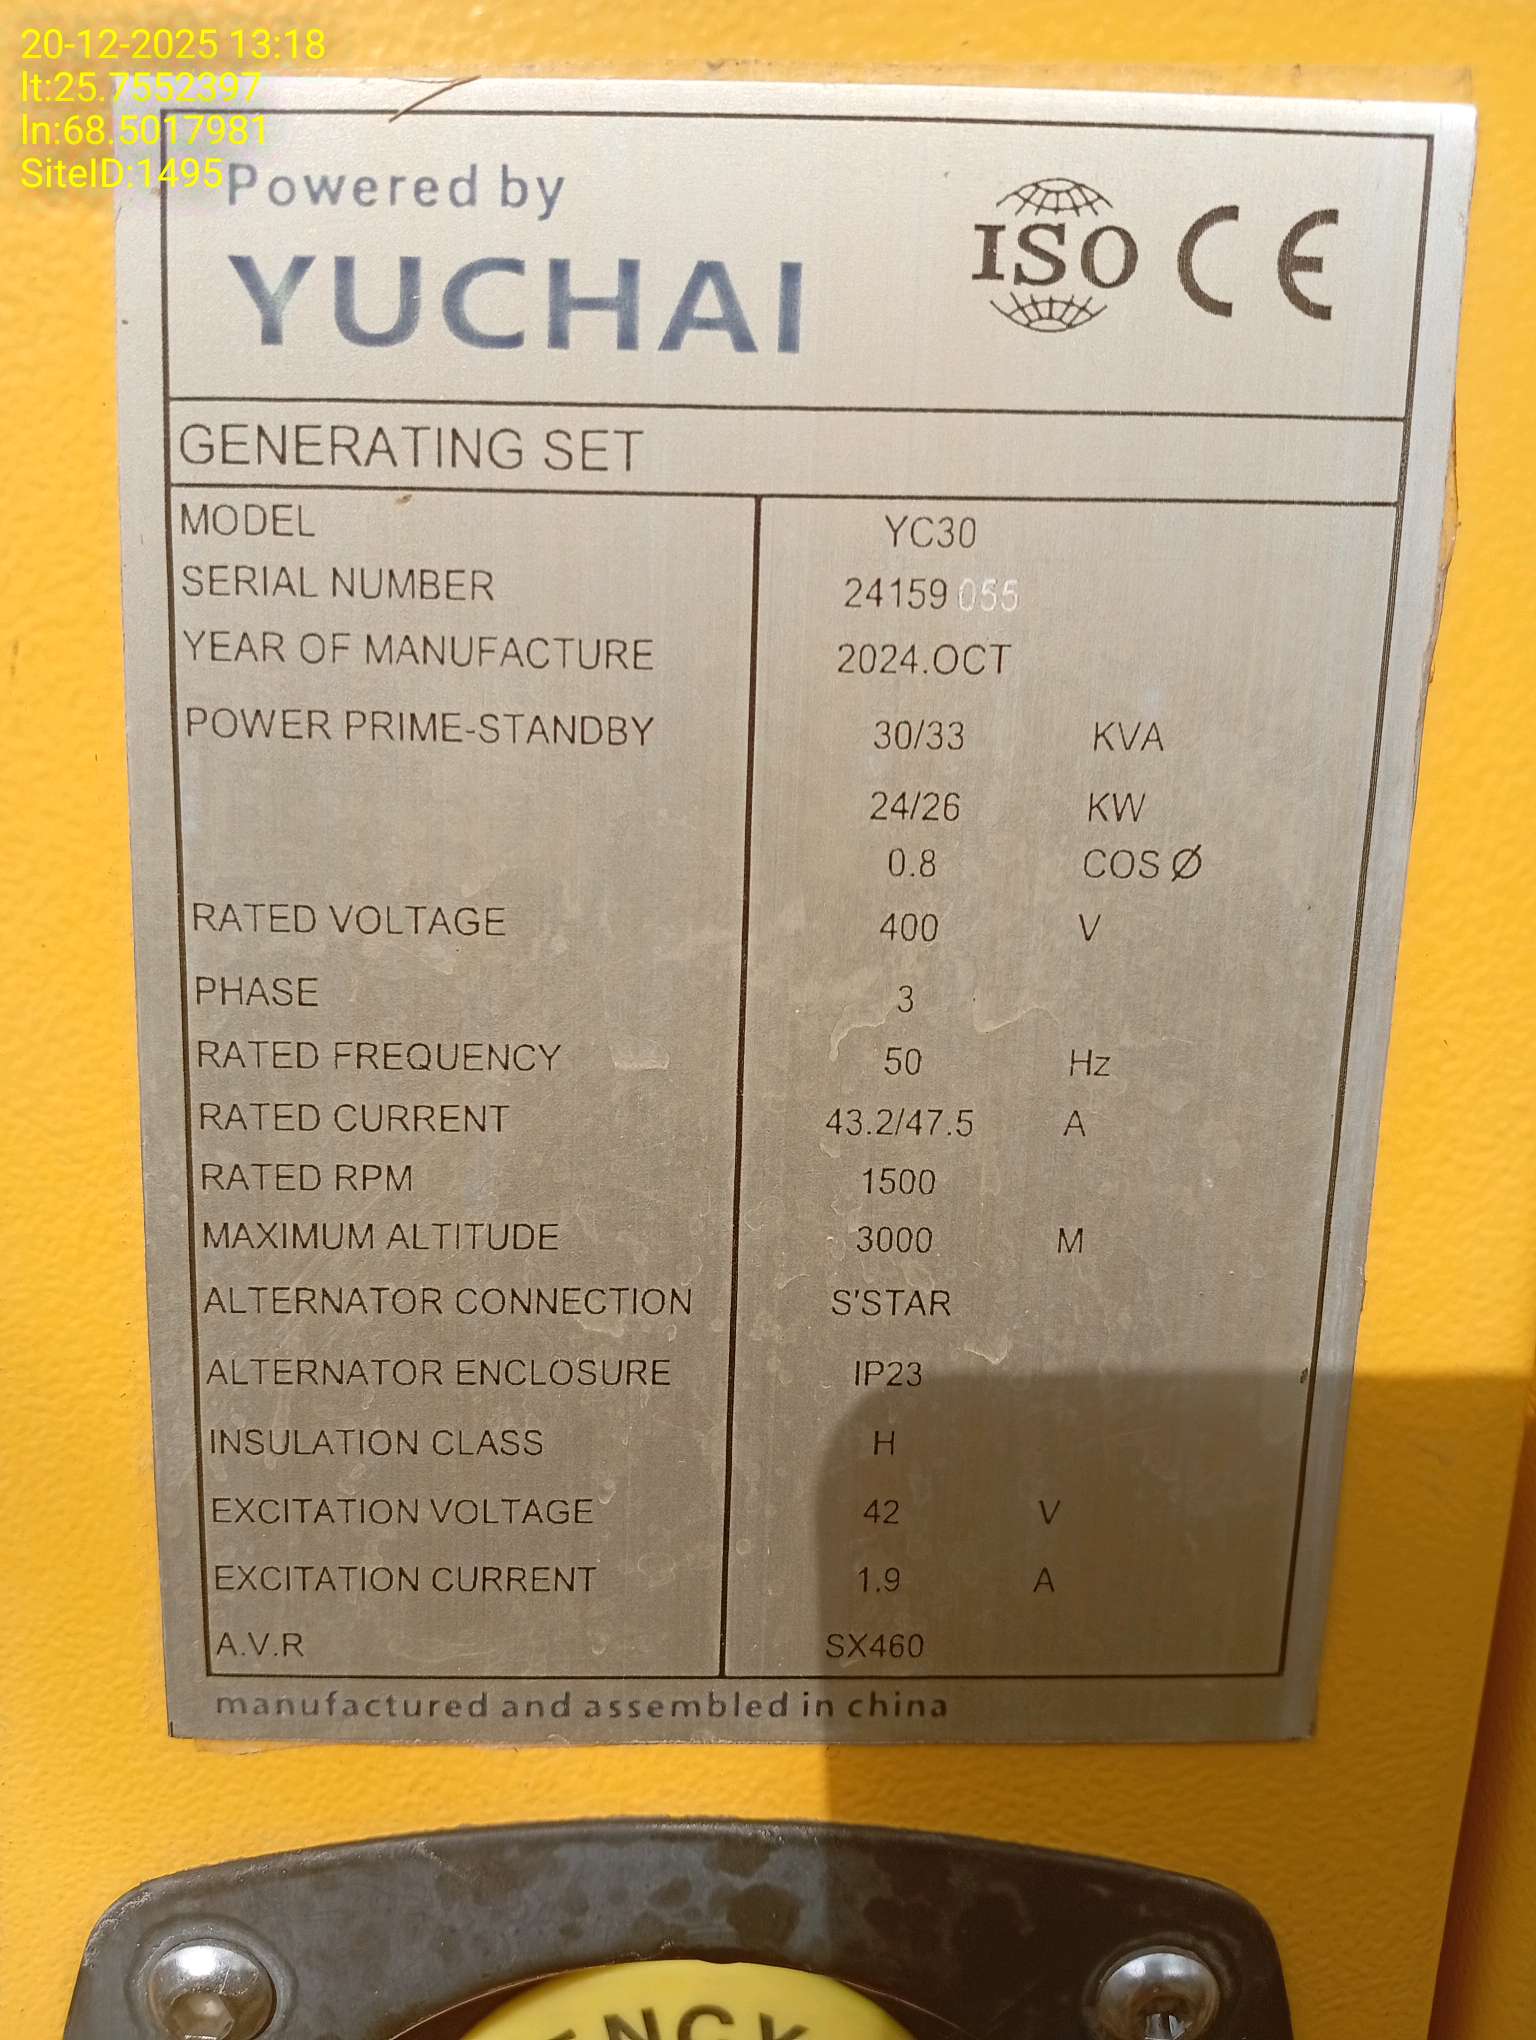 20-12-2025 13:18
lt:25.7552397
ln:68.5017981
SiteID:1495
Powered by
YUCHAI
ISO CE
GENERATING SET
MODEL YC30
SERIAL NUMBER 24159 055
YEAR OF MANUFACTURE 2024.OCT
POWER PRIME-STANDBY 30/33 KVA
24/26 KW
0.8 COS Ø
RATED VOLTAGE 400 V
PHASE 3
RATED FREQUENCY 50 Hz
RATED CURRENT 43.2/47.5 A
RATED RPM 1500
MAXIMUM ALTITUDE 3000 M
ALTERNATOR CONNECTION S'STAR
ALTERNATOR ENCLOSURE IP23
INSULATION CLASS H
EXCITATION VOLTAGE 42 V
EXCITATION CURRENT 1.9 A
A.V.R SX460
manufactured and assembled in china